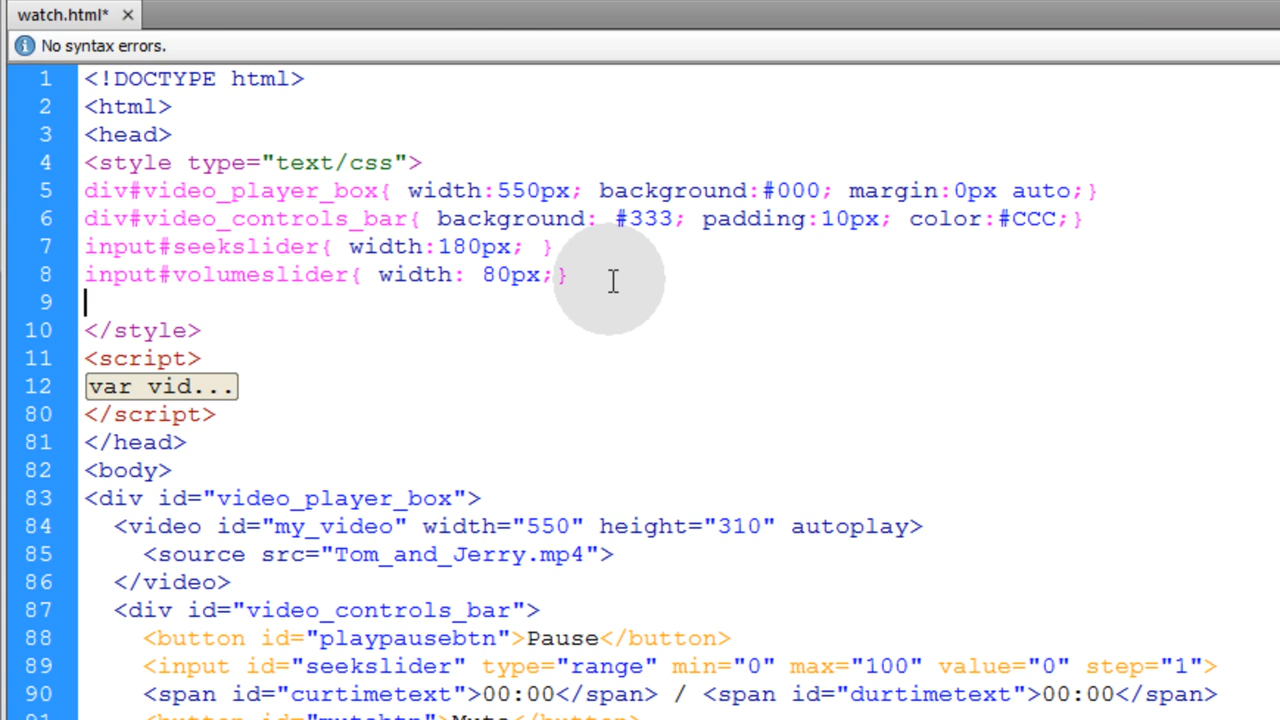 watch.html* ×
No syntax errors.
1 <!DOCTYPE html>
2 <html>
3 <head>
4 <style type="text/css">
5 div#video_player_box{ width:550px; background:#000; margin:0px auto;}
6 div#video_controls_bar{ background: #333; padding:10px; color:#CCC;}
7 input#seekslider{ width:180px; }
8 input#volumeslider{ width: 80px;}
9
10 </style>
11 <script>
12 var vid...
80 </script>
81 </head>
82 <body>
83 <div id="video_player_box">
84 <video id="my_video" width="550" height="310" autoplay>
85 <source src="Tom_and_Jerry.mp4">
86 </video>
87 <div id="video_controls_bar">
88 <button id="playpausebtn">Pause</button>
89 <input id="seekslider" type="range" min="0" max="100" value="0" step="1">
90 <span id="curtimetext">00:00</span> / <span id="durtimetext">00:00</span>
91 <button id="mutebtn">Mute</button>